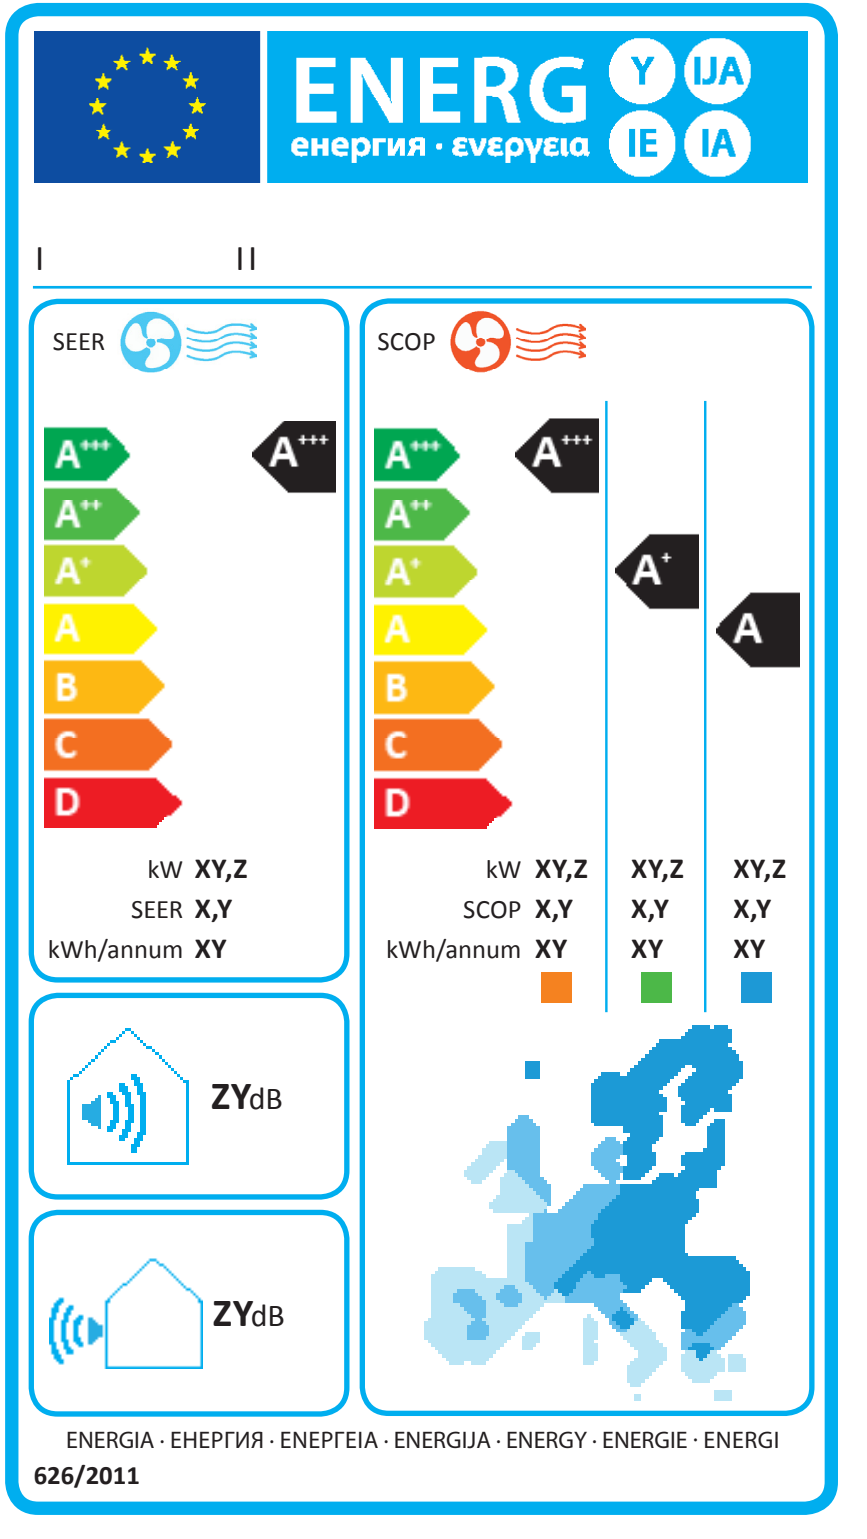 ENERG Y IJA
енергия · ενεργεια IE IA
I II
SEER
A+++ A+++
A++
A+
A
B
C
D
kW XY,Z
SEER X,Y
kWh/annum XY
SCOP
A+++ A+++
A++
A+ A+
A A
B
C
D
kW XY,Z XY,Z XY,Z
SCOP X,Y X,Y X,Y
kWh/annum XY XY XY
ZYdB
ZYdB
ENERGIA · ЕНЕРГИЯ · ΕΝΕΡΓΕΙΑ · ENERGIJA · ENERGY · ENERGIE · ENERGI
626/2011